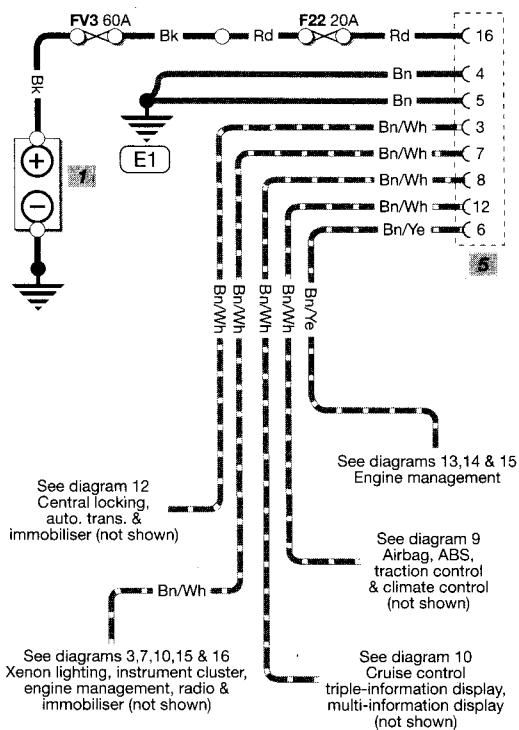 FV3 60A
F22 20A
Bk
Rd
Rd
16
Bn
4
Bn
5
Bk
E1
Bn/Wh
3
Bn/Wh
7
1
Bn/Wh
8
Bn/Wh
12
Bn/Ye
6
5
Bn/Wh
Bn/Wh
Bn/Wh
Bn/Wh
Bn/Ye
See diagrams 13,14 & 15
Engine management
See diagram 12
Central locking,
auto. trans. &
immobiliser (not shown)
See diagram 9
Airbag, ABS,
traction control
& climate control
(not shown)
Bn/Wh
See diagrams 3,7,10,15 & 16
Xenon lighting, instrument cluster,
engine management, radio &
immobiliser (not shown)
See diagram 10
Cruise control
triple-information display,
multi-information display
(not shown)